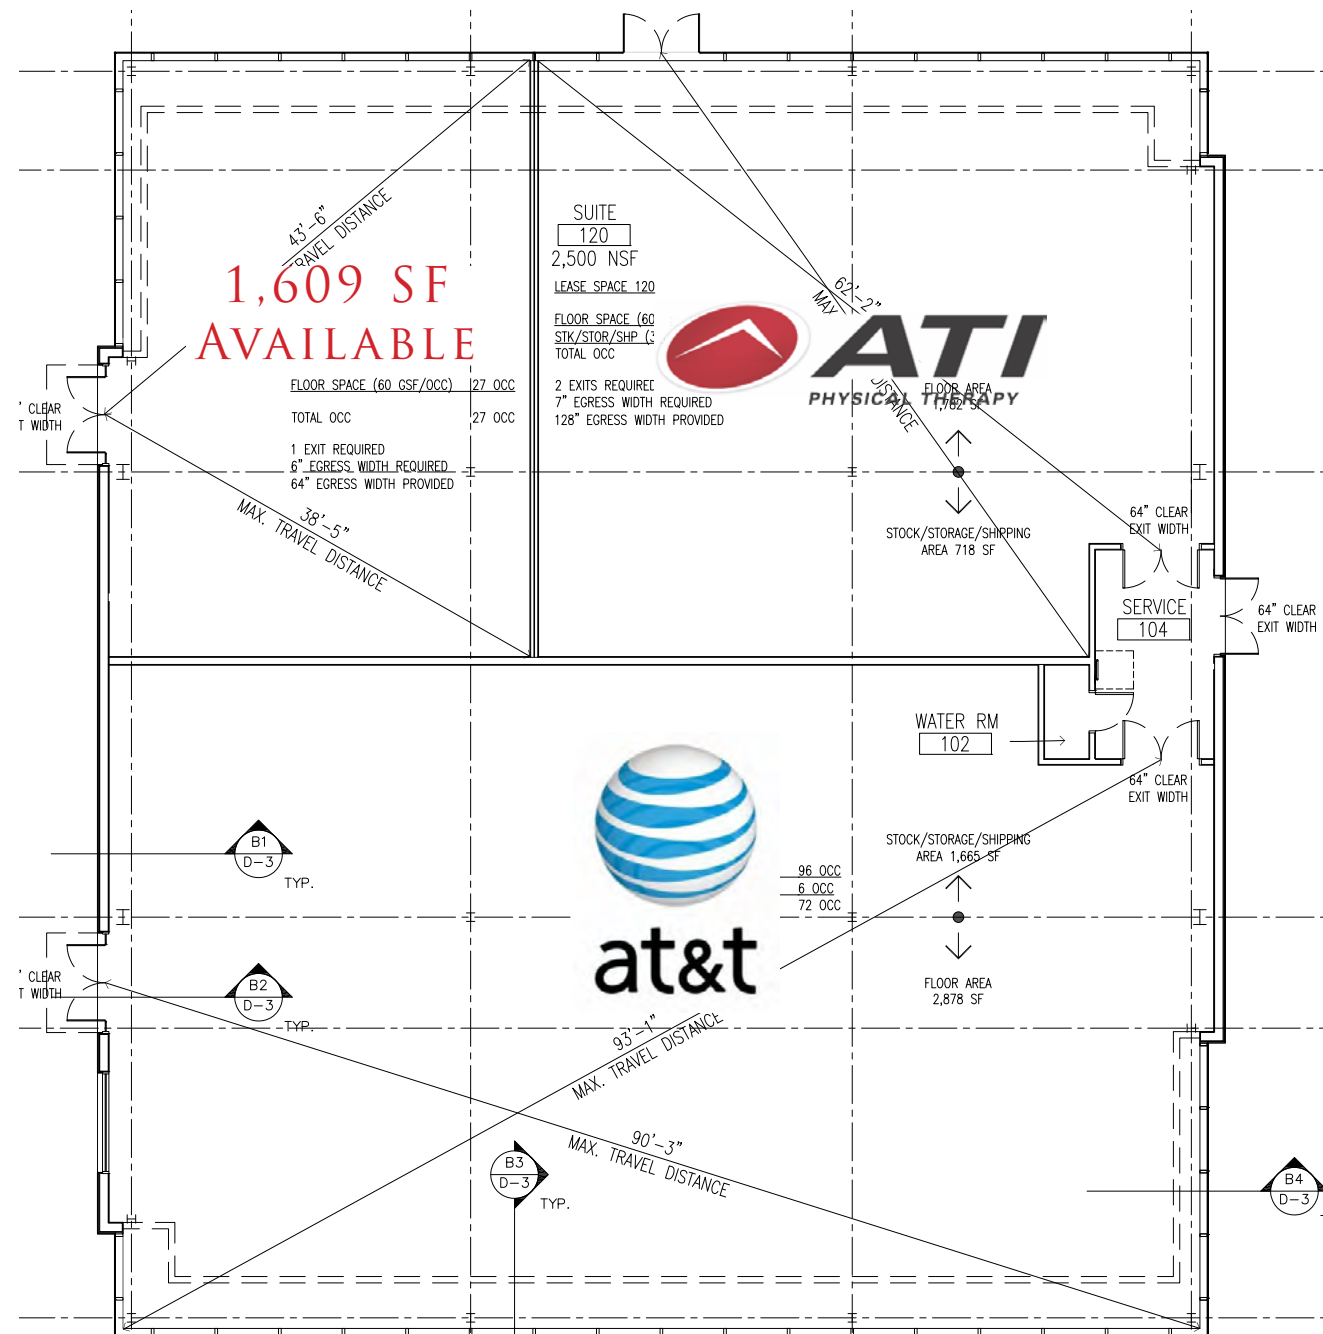 43'-6"
TRAVEL DISTANCE
1,609 SF
AVAILABLE
FLOOR SPACE (60 GSF/OCC) 27 OCC
TOTAL OCC 27 OCC
1 EXIT REQUIRED
6" EGRESS WIDTH REQUIRED
64" EGRESS WIDTH PROVIDED
' CLEAR
T WIDTH
38'-5"
MAX. TRAVEL DISTANCE
SUITE
120
2,500 NSF
LEASE SPACE 120
FLOOR SPACE (60
STK/STOR/SHP (3
TOTAL OCC
2 EXITS REQUIRED
7" EGRESS WIDTH REQUIRED
128" EGRESS WIDTH PROVIDED
62'-2"
MAX
DISTANCE
ATI
PHYSICAL THERAPY
FLOOR AREA
1,782 SF
STOCK/STORAGE/SHIPPING
AREA 718 SF
64" CLEAR
EXIT WIDTH
SERVICE
104
64" CLEAR
EXIT WIDTH
WATER RM
102
64" CLEAR
EXIT WIDTH
STOCK/STORAGE/SHIPPING
AREA 1,665 SF
96 OCC
6 OCC
72 OCC
at&t
B1
D-3
TYP.
' CLEAR
T WIDTH
B2
D-3
TYP.
FLOOR AREA
2,878 SF
93'-1"
MAX. TRAVEL DISTANCE
90'-3"
MAX. TRAVEL DISTANCE
B3
D-3
TYP.
B4
D-3